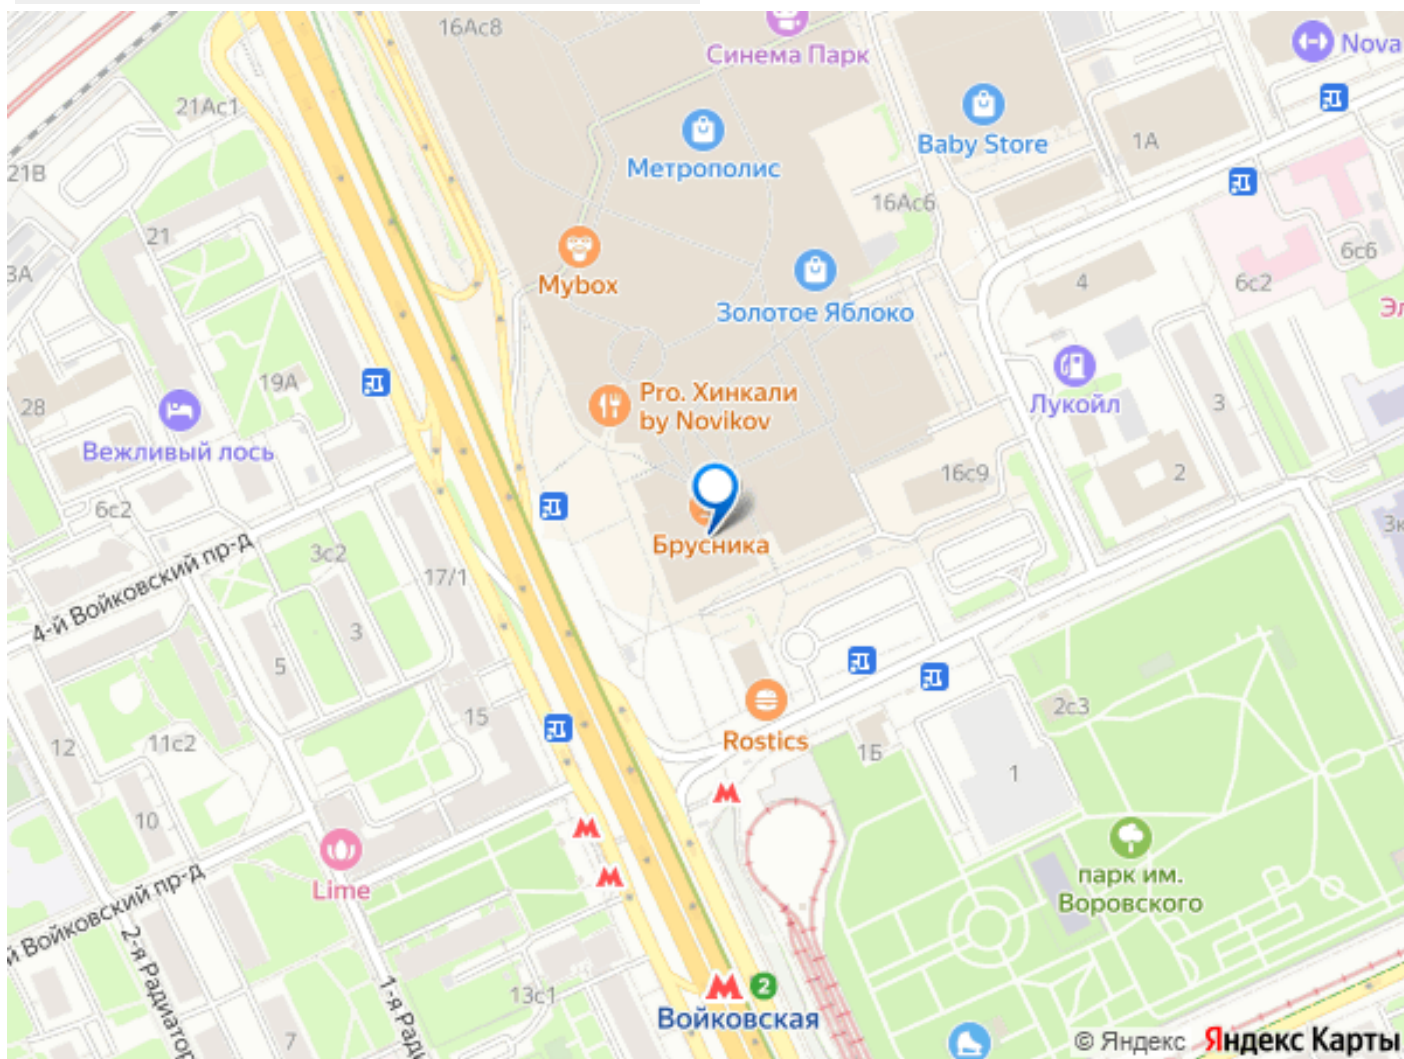 16Ас8
Синема Парк
Nova
21Ас1
Метрополис
Baby Store
1А
21В
16Ас6
21
Mybox
6с6
3А
4
6с2
Золотое Яблоко
Эл
19А
Pro. Хинкали
by Novikov
Лукойл
3
28
Вежливый лось
16с9
2
6с2
3к
Брусника
4-й Войковский пр-д
3с2
17/1
3
5
2с3
15
12
11с2
Rostics
1Б
1
10
Lime
парк им.
Воровского
й Войковский пр-д
2-я Радиатор
1-я Ради
13с1
2
Войковская
7
© Яндекс Яндекс Карты